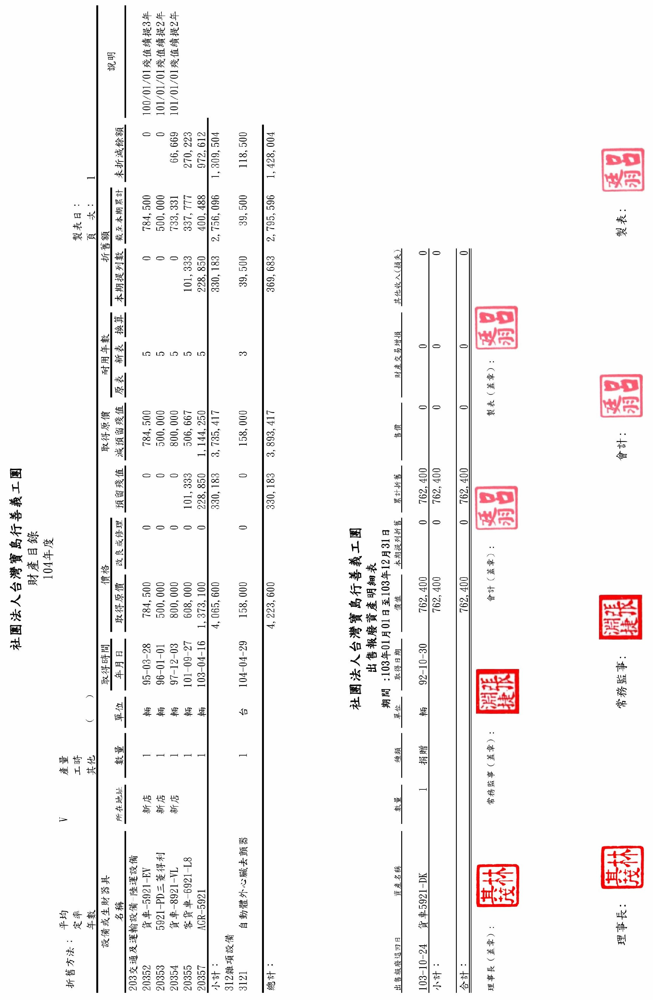 社團法人台灣寶島行善義工團
財產目錄
104年度
折舊方法： 平均 V 產量
定率 工時 製表日：
年數 其他 ( ) 頁 次： 1
設備或生財器具 取得時間 價格 取得原價 耐用年數 折舊額
名稱 所在地址 數量 單位 年月日 取得原價 改良或修理 預留殘值 減預留殘值 原表 新表 換算 本期提列數 截至本期累計 未折減餘額 說明
203交通及運輸設備-陸運設備
20352 貨車-5921-EV 新店 1 輛 95-03-28 784,500 0 0 784,500 5 0 784,500 0 100/01/01殘值續提3年
20353 5921-PD三菱得利 新店 1 輛 96-01-01 500,000 0 0 500,000 5 0 500,000 0 101/01/01殘值續提2年
20354 貨車-8921-VL 新店 1 輛 97-12-03 800,000 0 0 800,000 5 0 733,331 66,669 101/01/01殘值續提2年
20355 客貨車-6921-L8 1 輛 101-09-27 608,000 0 101,333 506,667 5 101,333 337,777 270,223
20357 AGR-5921 1 輛 103-04-16 1,373,100 0 228,850 1,144,250 5 228,850 400,488 972,612
小計： 4,065,600 330,183 3,735,417 330,183 2,756,096 1,309,504
312雜項設備
3121 自動體外心臟去顫器 1 台 104-04-29 158,000 0 0 158,000 3 39,500 39,500 118,500
總計： 4,223,600 330,183 3,893,417 369,683 2,795,596 1,428,004
社團法人台灣寶島行善義工團
出售報廢資產明細表
期間 :103年01月01日至103年12月31日
出售報廢退回日 資產名稱 數量 種類 單位 取得日期 價值 本期提列折舊 累計折舊 售價 財產交易增損 其他收入(損失)
103-10-24 貨車5921-DK 1 捐贈 輛 92-10-30 762,400 0 762,400 0 0 0
小計： 762,400 0 762,400 0 0 0
合計： 762,400 0 762,400 0 0 0
理事長（蓋章）： 林茂其 常務監事（蓋章）： 張捷淵 會計（蓋章）： 呂廷羽 製表（蓋章）： 呂廷羽
理事長： 林茂其 常務監事： 張捷淵 會計： 呂廷羽 製表： 呂廷羽